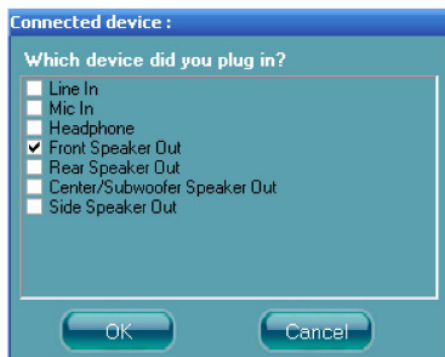 Connected device :
Which device did you plug in?
Line In
Mic In
Headphone
Front Speaker Out
Rear Speaker Out
Center/Subwoofer Speaker Out
Side Speaker Out
OK
Cancel